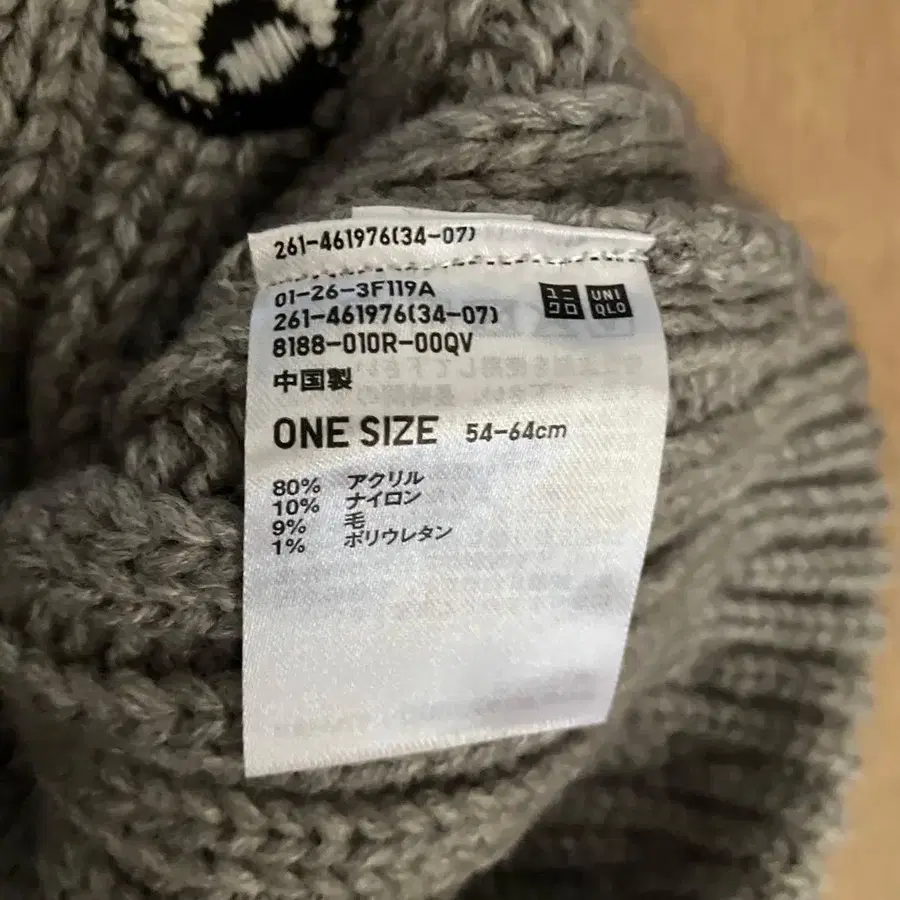 261-461976(34-07)
01-26-3F119A
261-461976(34-07)
8188-010R-00QV
ユニクロ
UNIQLO
中国製
ONE SIZE 54-64cm
80% アクリル
10% ナイロン
9% 毛
1% ポリウレタン